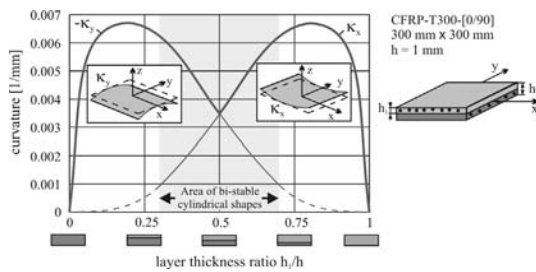 0.007
0.006
0.005
0.004
0.003
0.002
0.001
0
curvature [1/mm]
-κy
κx
κy
z
y
x
κx
z
y
x
Area of bi-stable
cylindrical shapes
0
0.25
0.5
0.75
1
layer thickness ratio h₁/h
CFRP-T300-[0/90]
300 mm x 300 mm
h = 1 mm
y
h
h₁
x